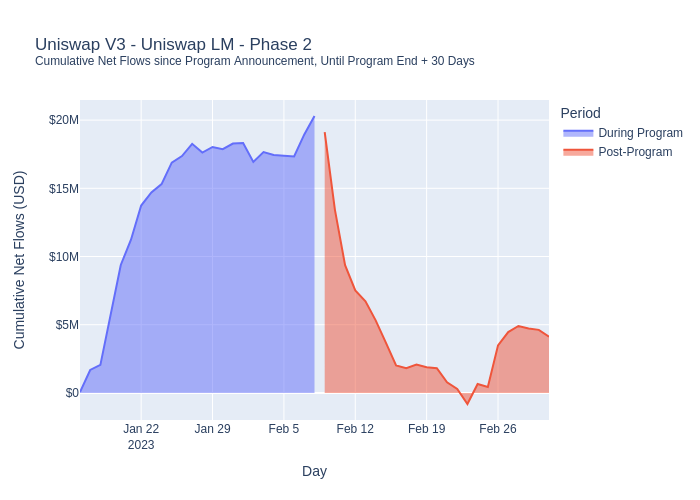 Uniswap V3 - Uniswap LM - Phase 2
Cumulative Net Flows since Program Announcement, Until Program End + 30 Days
Period
During Program
Post-Program
Cumulative Net Flows (USD)
$20M
$15M
$10M
$5M
$0
Jan 22
2023
Jan 29
Feb 5
Feb 12
Feb 19
Feb 26
Day